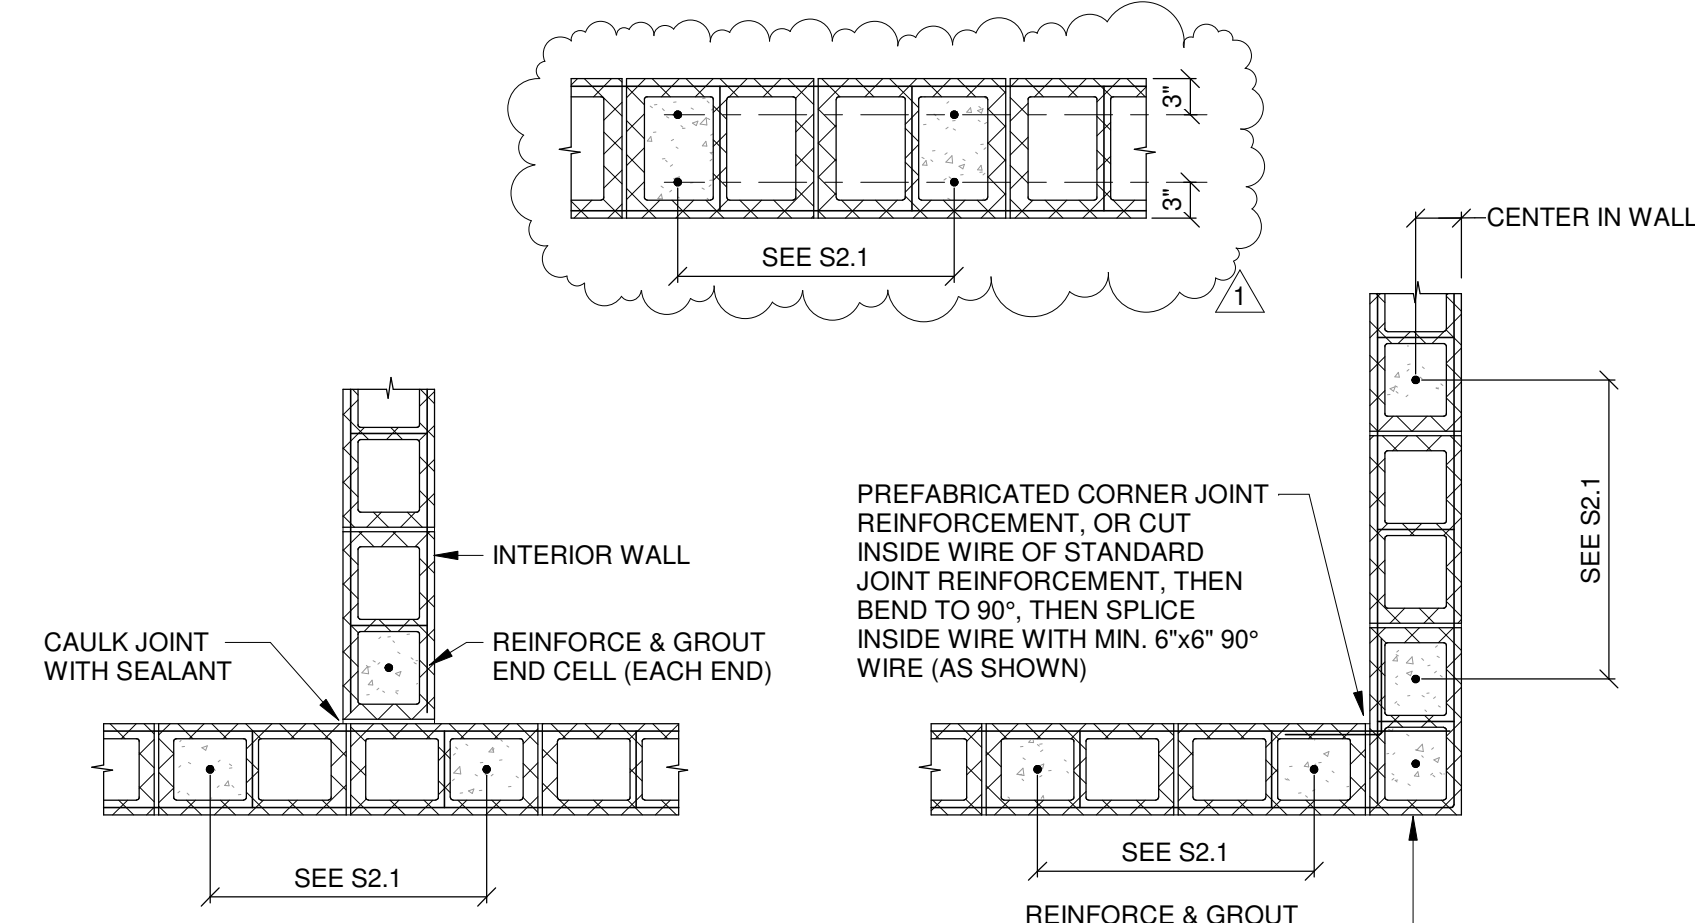 3"
3"
SEE S2.1
1
CENTER IN WALL
SEE S2.1
INTERIOR WALL
CAULK JOINT
WITH SEALANT
REINFORCE & GROUT
END CELL (EACH END)
SEE S2.1
PREFABRICATED CORNER JOINT
REINFORCEMENT, OR CUT
INSIDE WIRE OF STANDARD
JOINT REINFORCEMENT, THEN
BEND TO 90°, THEN SPLICE
INSIDE WIRE WITH MIN. 6"x6" 90°
WIRE (AS SHOWN)
SEE S2.1
REINFORCE & GROUT